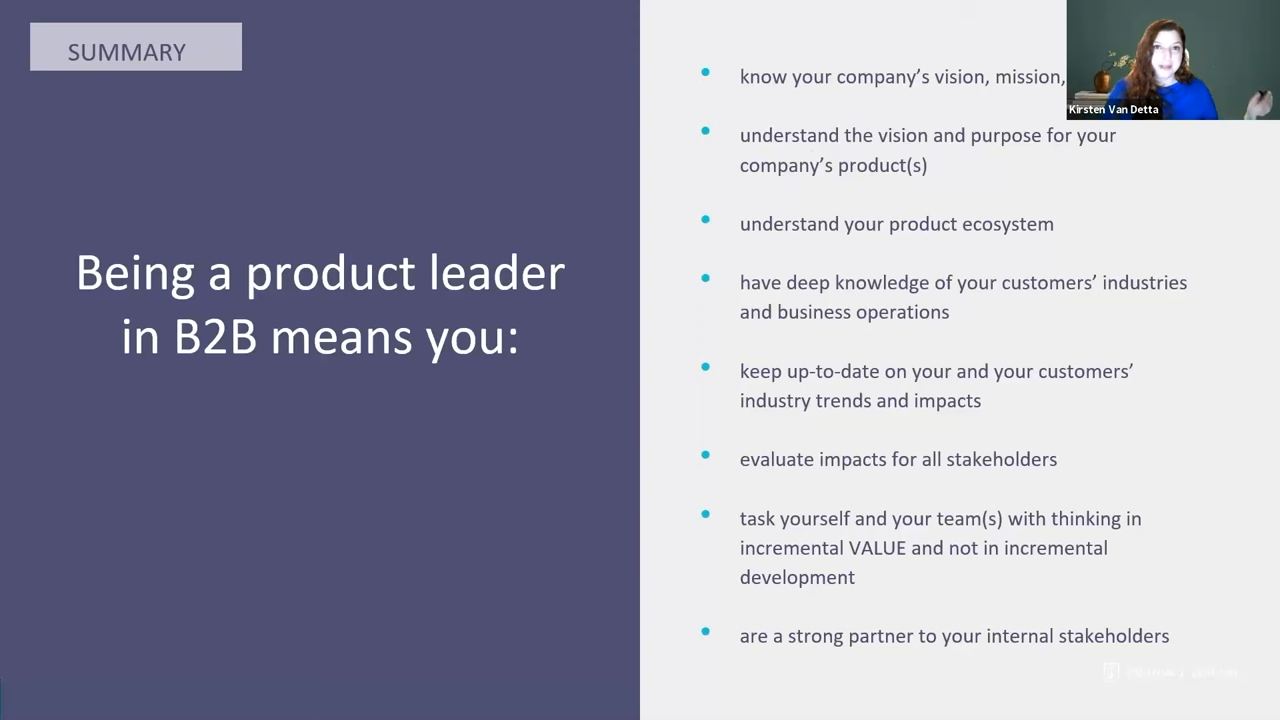 SUMMARY
Being a product leader
in B2B means you:
know your company's vision, mission,
understand the vision and purpose for your
company's product(s)
understand your product ecosystem
have deep knowledge of your customers' industries
and business operations
keep up-to-date on your and your customers'
industry trends and impacts
evaluate impacts for all stakeholders
task yourself and your team(s) with thinking in
incremental VALUE and not in incremental
development
are a strong partner to your internal stakeholders
Kirsten Van Detta